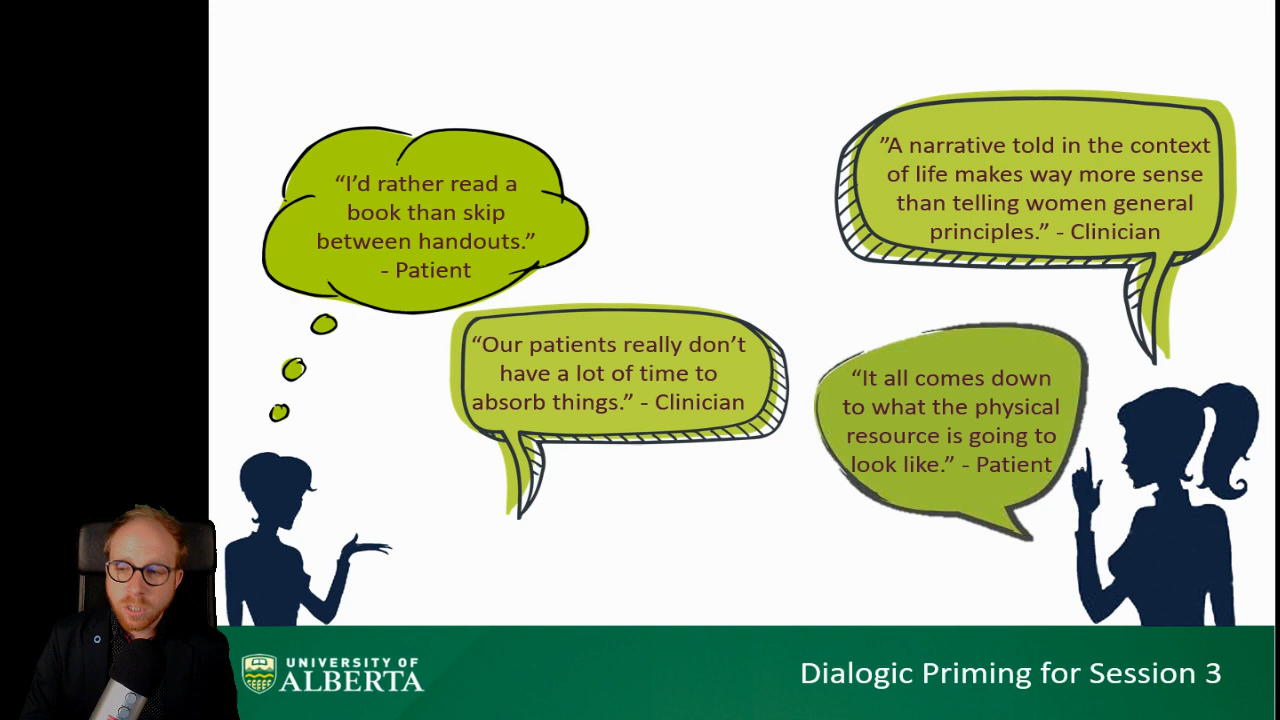 “I’d rather read a
book than skip
between handouts.”
- Patient
“Our patients really don’t
have a lot of time to
absorb things.” - Clinician
”A narrative told in the context
of life makes way more sense
than telling women general
principles.” - Clinician
“It all comes down
to what the physical
resource is going to
look like.” - Patient
UNIVERSITY OF
ALBERTA
Dialogic Priming for Session 3